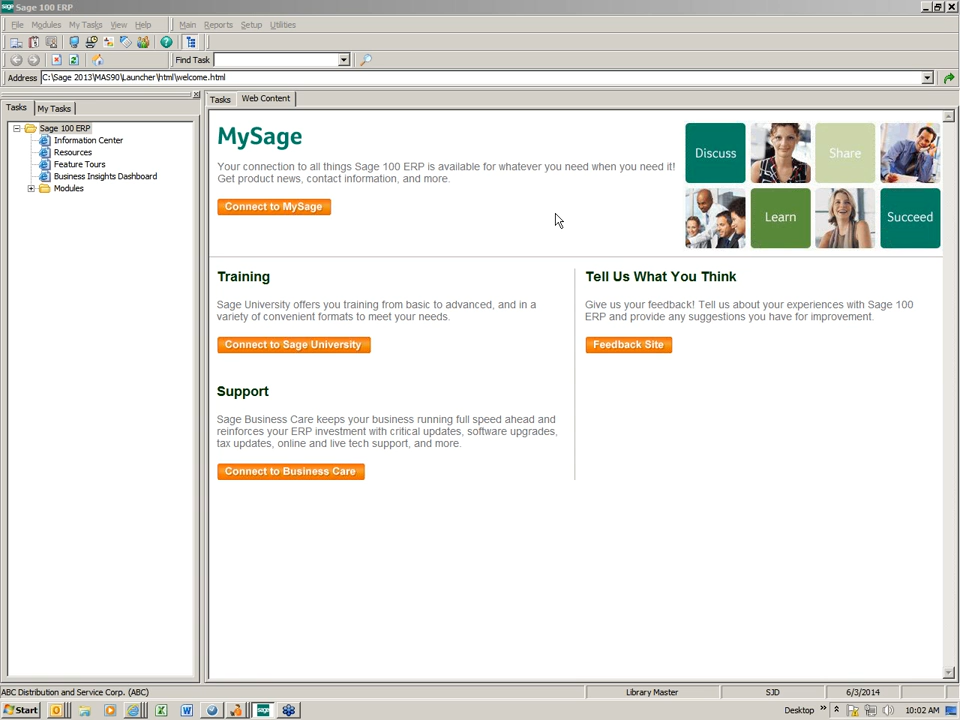 Sage 100 ERP
File Modules My Tasks View Help Main Reports Setup Utilities
Find Task
Address C:\Sage 2013\MAS90\Launcher\html\welcome.html
Tasks My Tasks
Tasks Web Content
Sage 100 ERP
Information Center
Resources
Feature Tours
Business Insights Dashboard
Modules
MySage
Your connection to all things Sage 100 ERP is available for whatever you need when you need it!
Get product news, contact information, and more.
Connect to MySage
Discuss
Share
Learn
Succeed
Training
Sage University offers you training from basic to advanced, and in a
variety of convenient formats to meet your needs.
Connect to Sage University
Tell Us What You Think
Give us your feedback! Tell us about your experiences with Sage 100
ERP and provide any suggestions you have for improvement.
Feedback Site
Support
Sage Business Care keeps your business running full speed ahead and
reinforces your ERP investment with critical updates, software upgrades,
tax updates, online and live tech support, and more.
Connect to Business Care
ABC Distribution and Service Corp. (ABC) Library Master SJD 6/3/2014
Start sage Desktop » 10:02 AM